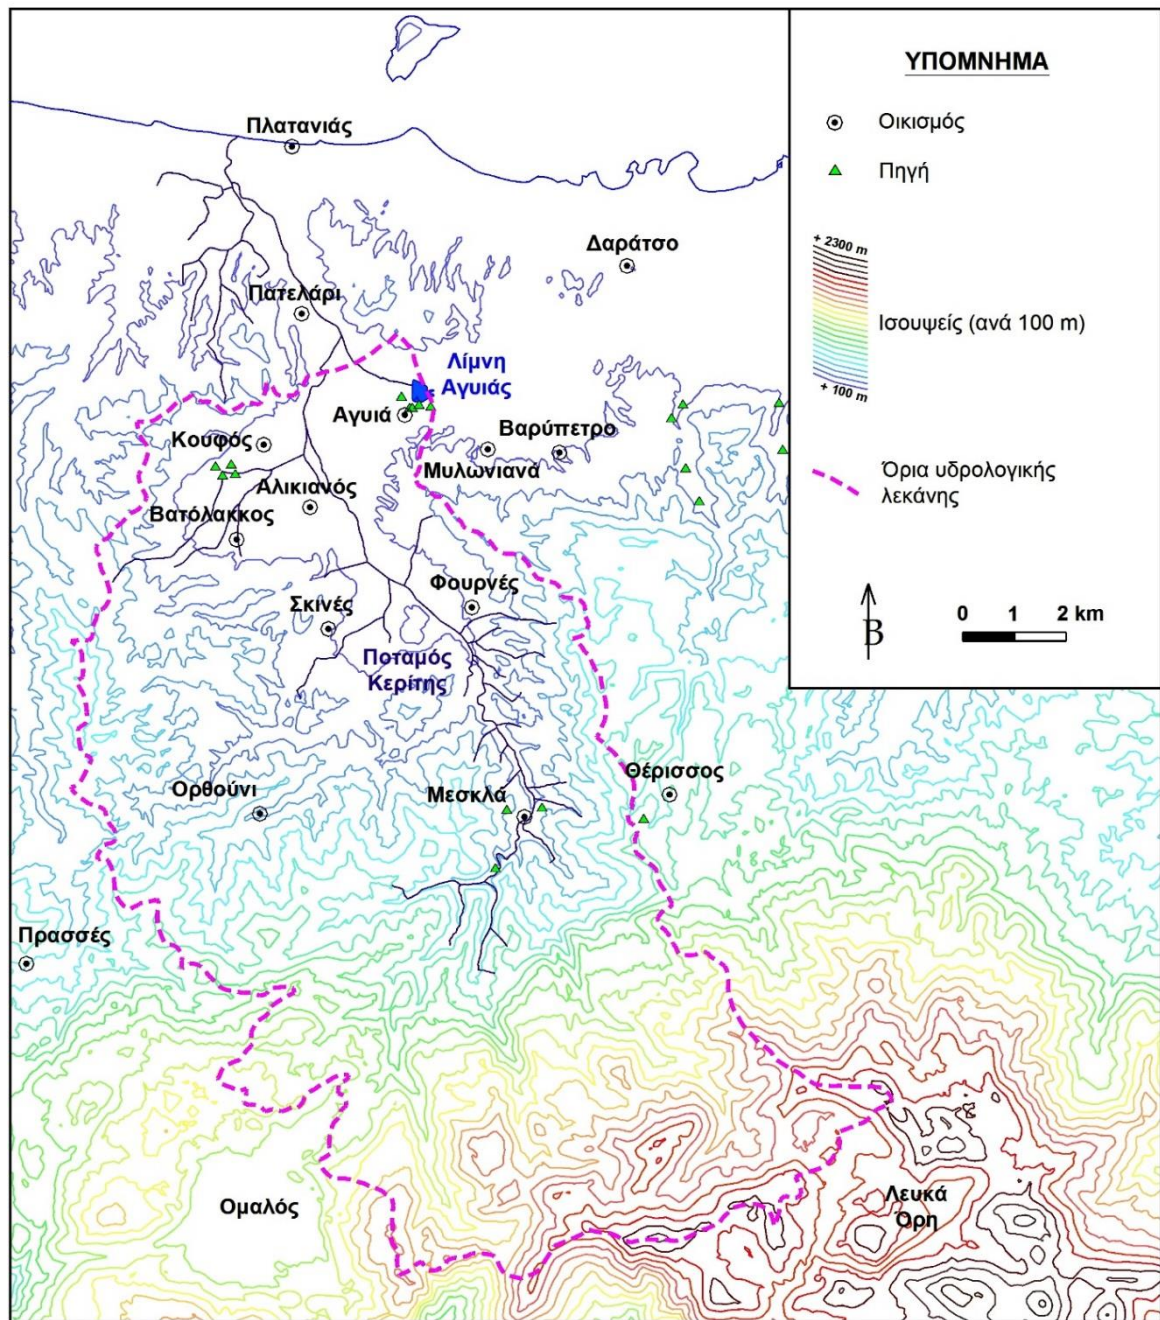 ΥΠΟΜΝΗΜΑ
Οικισμός
Πηγή
+ 2300 m
Ισουψείς (ανά 100 m)
+ 100 m
Όρια υδρολογικής
λεκάνης
Β
0 1 2 km
Πλατανιάς
Δαράτσο
Πατελάρι
Λίμνη
Αγυιάς
Αγυιά
Κουφός
Βαρύπετρο
Μυλωνιανά
Αλικιανός
Βατόλακκος
Φουρνές
Σκινές
Ποταμός
Κερίτης
Θέρισσος
Ορθούνι
Μεσκλά
Πρασσές
Ομαλός
Λευκά
Όρη